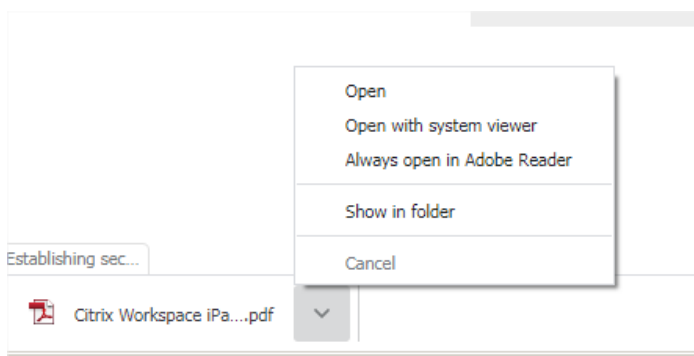 Open
Open with system viewer
Always open in Adobe Reader
Show in folder
Cancel
Establishing sec...
Citrix Workspace iPa....pdf